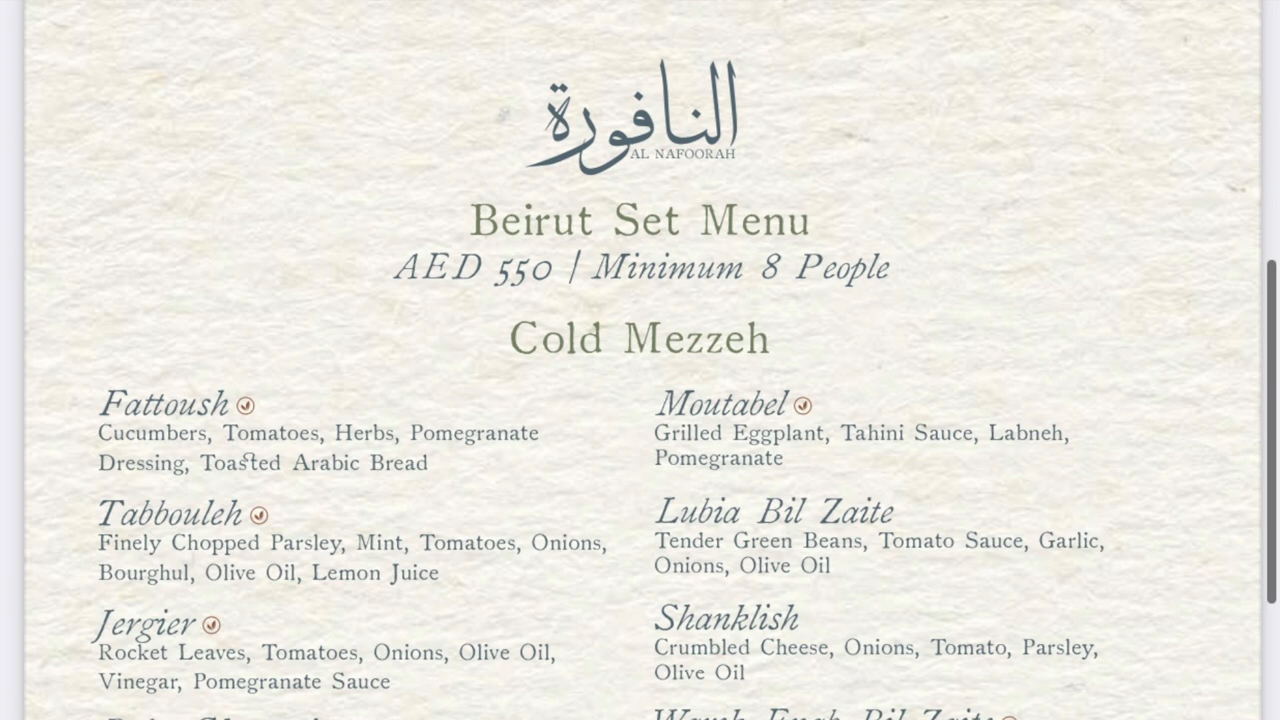 النافورة
AL NAFOORAH
Beirut Set Menu
AED 550 | Minimum 8 People
Cold Mezzeh
Fattoush
Cucumbers, Tomatoes, Herbs, Pomegranate
Dressing, Toasted Arabic Bread
Tabbouleh
Finely Chopped Parsley, Mint, Tomatoes, Onions,
Bourghul, Olive Oil, Lemon Juice
Jergier
Rocket Leaves, Tomatoes, Onions, Olive Oil,
Vinegar, Pomegranate Sauce
Moutabel
Grilled Eggplant, Tahini Sauce, Labneh,
Pomegranate
Lubia Bil Zaite
Tender Green Beans, Tomato Sauce, Garlic,
Onions, Olive Oil
Shanklish
Crumbled Cheese, Onions, Tomato, Parsley,
Olive Oil
Bil Zaite